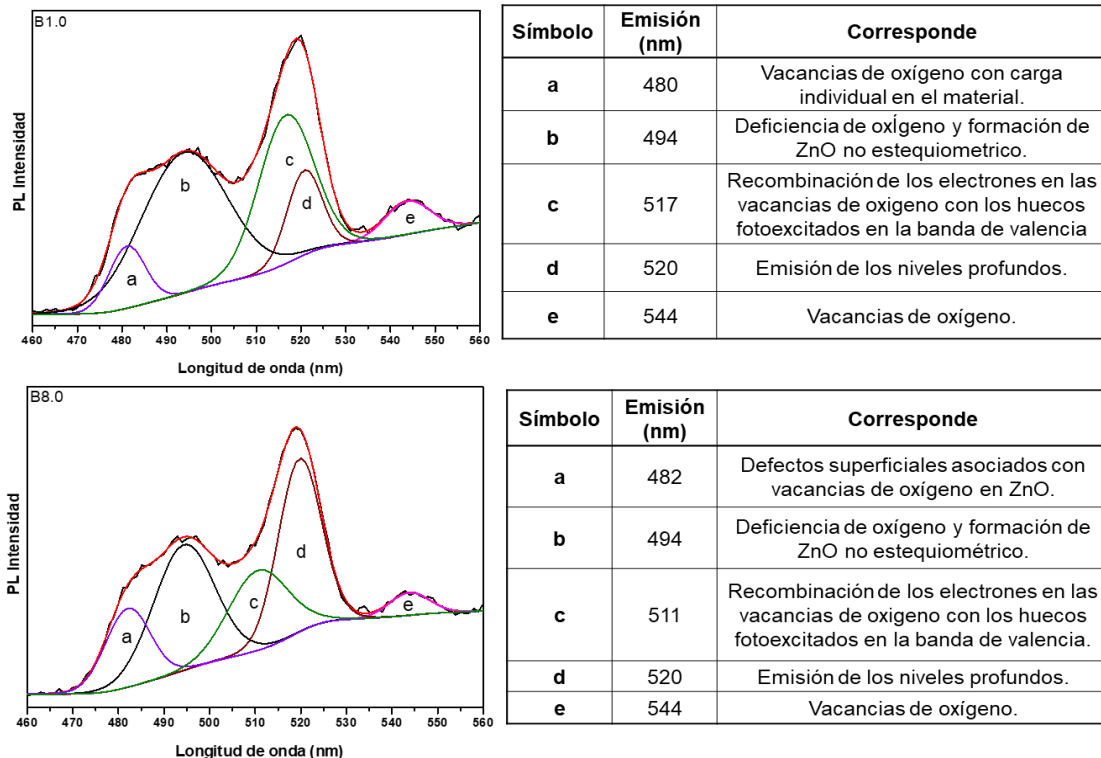 B1.0
PL Intensidad
a
b
c
d
e
460 470 480 490 500 510 520 530 540 550 560
Longitud de onda (nm)
Símbolo Emisión (nm) Corresponde
a 480 Vacancias de oxígeno con carga
individual en el material.
b 494 Deficiencia de oxÍgeno y formación de
ZnO no estequiometrico.
c 517 Recombinación de los electrones en las
vacancias de oxigeno con los huecos
fotoexcitados en la banda de valencia
d 520 Emisión de los niveles profundos.
e 544 Vacancias de oxígeno.
B8.0
PL Intensidad
a
b
c
d
e
460 470 480 490 500 510 520 530 540 550 560
Longitud de onda (nm)
Símbolo Emisión (nm) Corresponde
a 482 Defectos superficiales asociados con
vacancias de oxígeno en ZnO.
b 494 Deficiencia de oxígeno y formación de
ZnO no estequiométrico.
c 511 Recombinación de los electrones en las
vacancias de oxigeno con los huecos
fotoexcitados en la banda de valencia.
d 520 Emisión de los niveles profundos.
e 544 Vacancias de oxígeno.